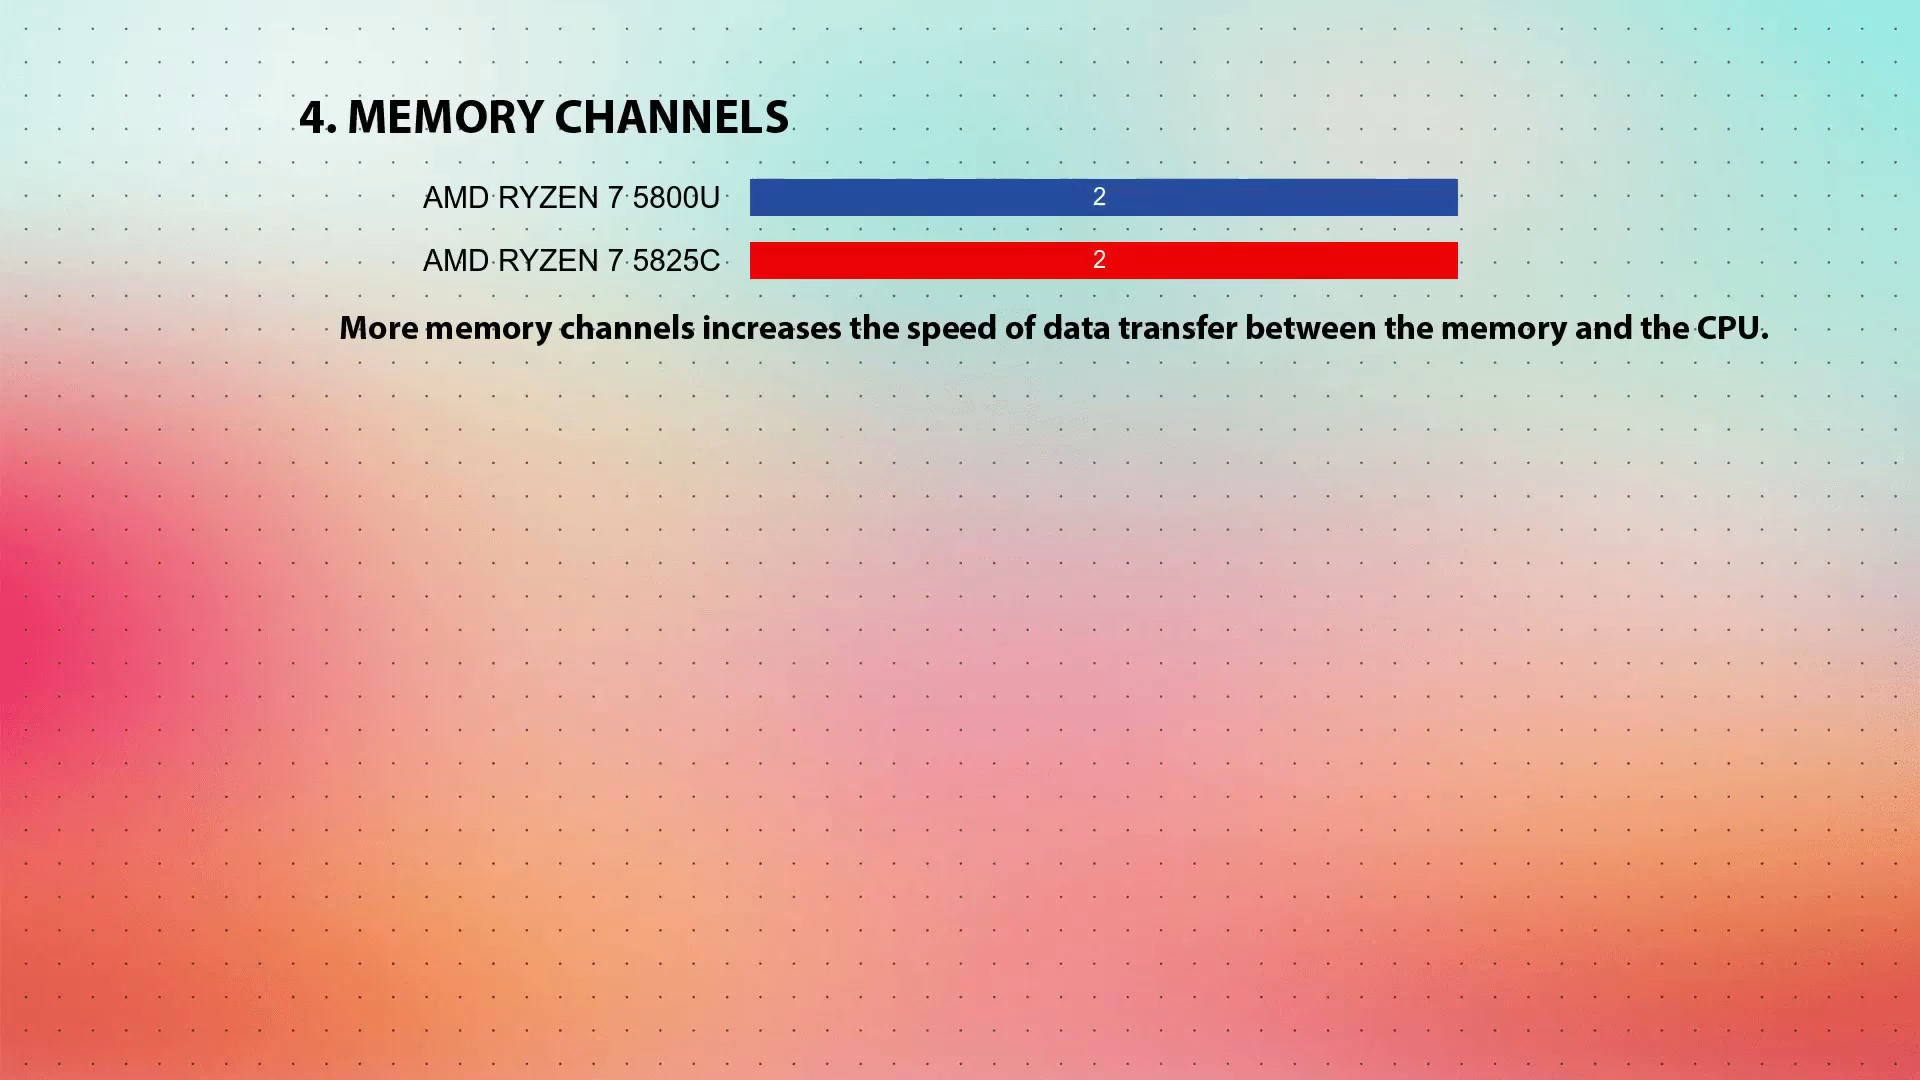 4. MEMORY CHANNELS
AMD RYZEN 7 5800U 2
AMD RYZEN 7 5825C 2
More memory channels increases the speed of data transfer between the memory and the CPU.